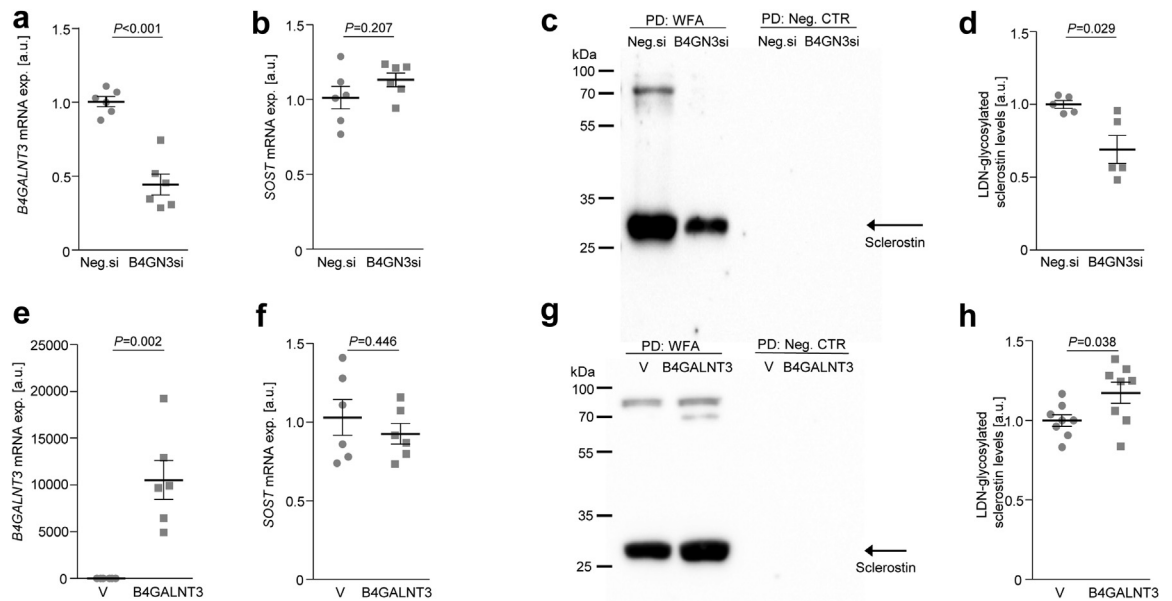 a
P<0.001
B4GALNT3 mRNA exp. [a.u.]
1.5
1.0
0.5
0
Neg.si B4GN3si
b
P=0.207
SOST mRNA exp. [a.u.]
1.5
1.0
0.5
0
Neg.si B4GN3si
c
PD: WFA PD: Neg. CTR
Neg.si B4GN3si Neg.si B4GN3si
kDa
100
70
55
35
25
Sclerostin
d
P=0.029
LDN-glycosylated
sclerostin levels [a.u.]
1.5
1.0
0.5
0
Neg.si B4GN3si
e
P=0.002
B4GALNT3 mRNA exp. [a.u.]
25000
20000
15000
10000
5000
0
V B4GALNT3
f
P=0.446
SOST mRNA exp. [a.u.]
1.5
1.0
0.5
0
V B4GALNT3
g
PD: WFA PD: Neg. CTR
V B4GALNT3 V B4GALNT3
kDa
100
70
55
35
25
Sclerostin
h
P=0.038
LDN-glycosylated
sclerostin levels [a.u.]
1.5
1.0
0.5
0
V B4GALNT3